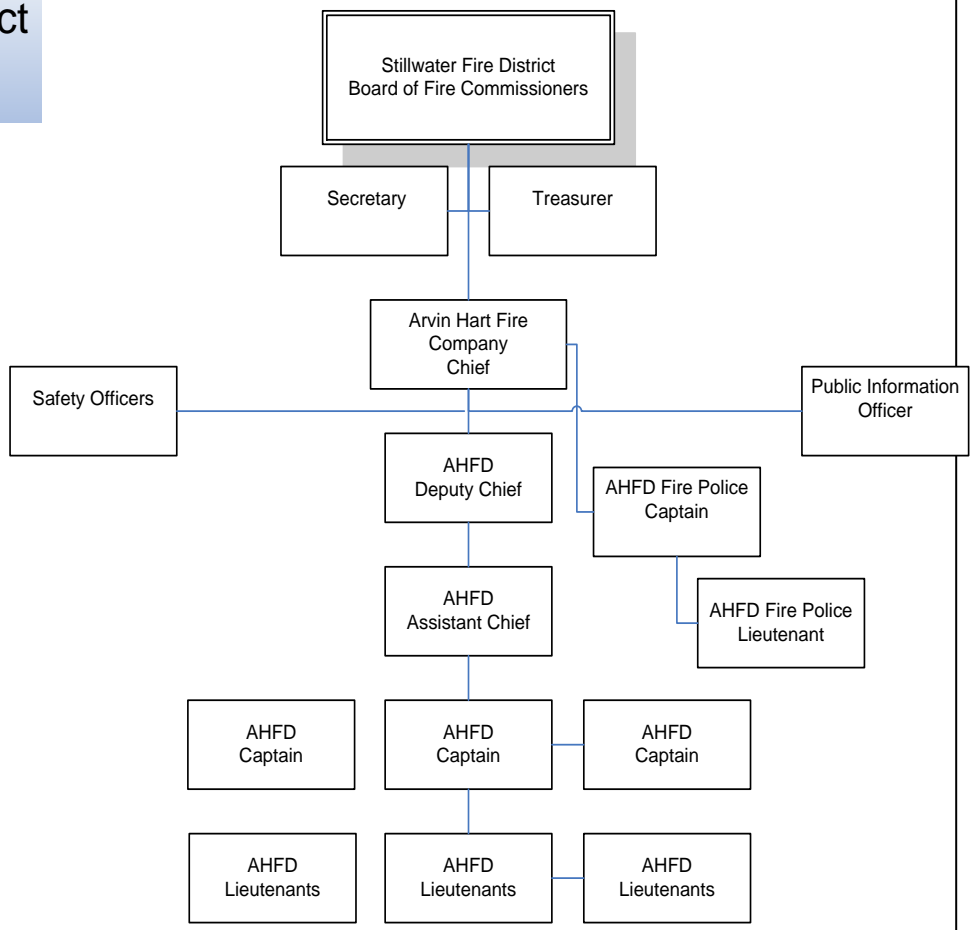 ct
Stillwater Fire District
Board of Fire Commissioners
Secretary
Treasurer
Arvin Hart Fire
Company
Chief
Safety Officers
Public Information
Officer
AHFD
Deputy Chief
AHFD Fire Police
Captain
AHFD
Assistant Chief
AHFD Fire Police
Lieutenant
AHFD
Captain
AHFD
Captain
AHFD
Captain
AHFD
Lieutenants
AHFD
Lieutenants
AHFD
Lieutenants